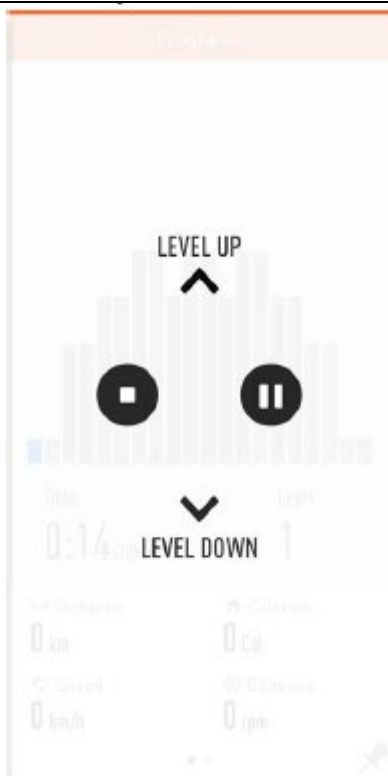 Program
LEVEL UP
Time Level
0:14 1
LEVEL DOWN
Distance Calories
0 km 0 Cal
Speed Cadence
0 km/h 0 rpm